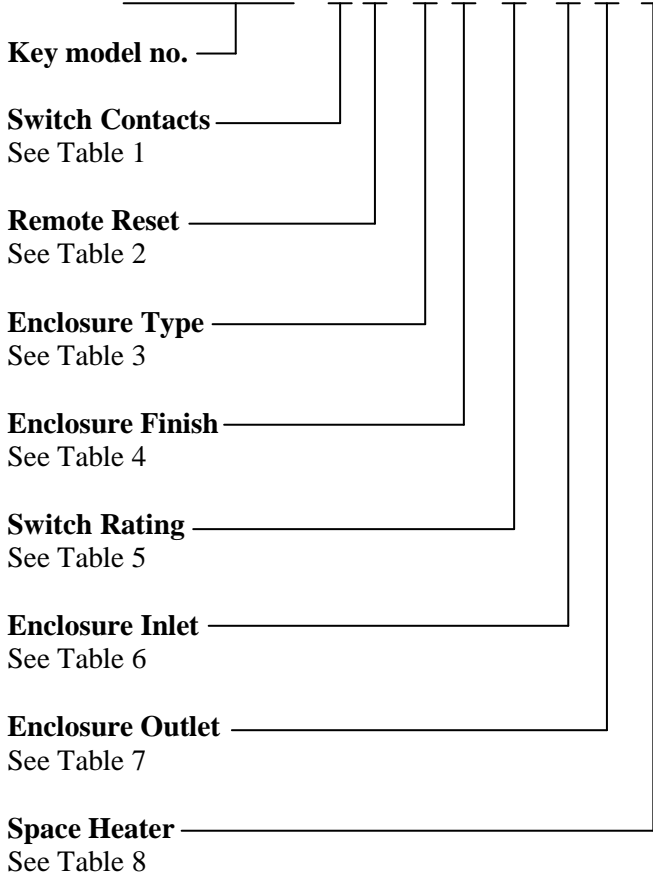 Key model no.
Switch Contacts
See Table 1
Remote Reset
See Table 2
Enclosure Type
See Table 3
Enclosure Finish
See Table 4
Switch Rating
See Table 5
Enclosure Inlet
See Table 6
Enclosure Outlet
See Table 7
Space Heater
See Table 8